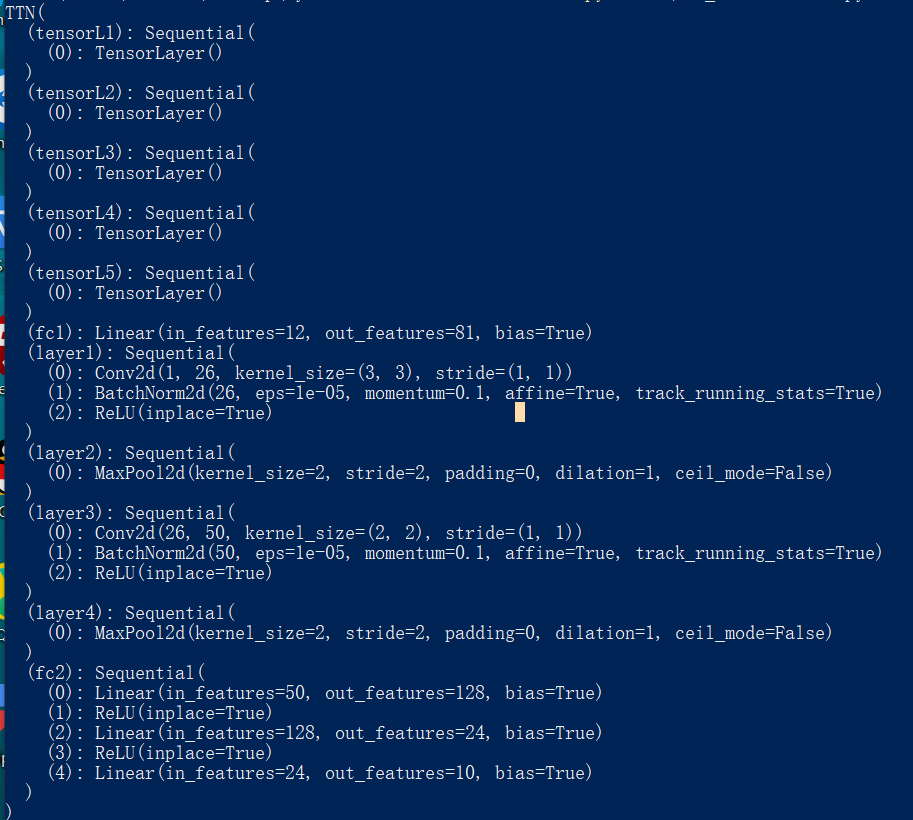 TTN(
  (tensorL1): Sequential(
    (0): TensorLayer()
  )
  (tensorL2): Sequential(
    (0): TensorLayer()
  )
  (tensorL3): Sequential(
    (0): TensorLayer()
  )
  (tensorL4): Sequential(
    (0): TensorLayer()
  )
  (tensorL5): Sequential(
    (0): TensorLayer()
  )
  (fc1): Linear(in_features=12, out_features=81, bias=True)
  (layer1): Sequential(
    (0): Conv2d(1, 26, kernel_size=(3, 3), stride=(1, 1))
    (1): BatchNorm2d(26, eps=1e-05, momentum=0.1, affine=True, track_running_stats=True)
    (2): ReLU(inplace=True)
  )
  (layer2): Sequential(
    (0): MaxPool2d(kernel_size=2, stride=2, padding=0, dilation=1, ceil_mode=False)
  )
  (layer3): Sequential(
    (0): Conv2d(26, 50, kernel_size=(2, 2), stride=(1, 1))
    (1): BatchNorm2d(50, eps=1e-05, momentum=0.1, affine=True, track_running_stats=True)
    (2): ReLU(inplace=True)
  )
  (layer4): Sequential(
    (0): MaxPool2d(kernel_size=2, stride=2, padding=0, dilation=1, ceil_mode=False)
  )
  (fc2): Sequential(
    (0): Linear(in_features=50, out_features=128, bias=True)
    (1): ReLU(inplace=True)
    (2): Linear(in_features=128, out_features=24, bias=True)
    (3): ReLU(inplace=True)
    (4): Linear(in_features=24, out_features=10, bias=True)
  )
)